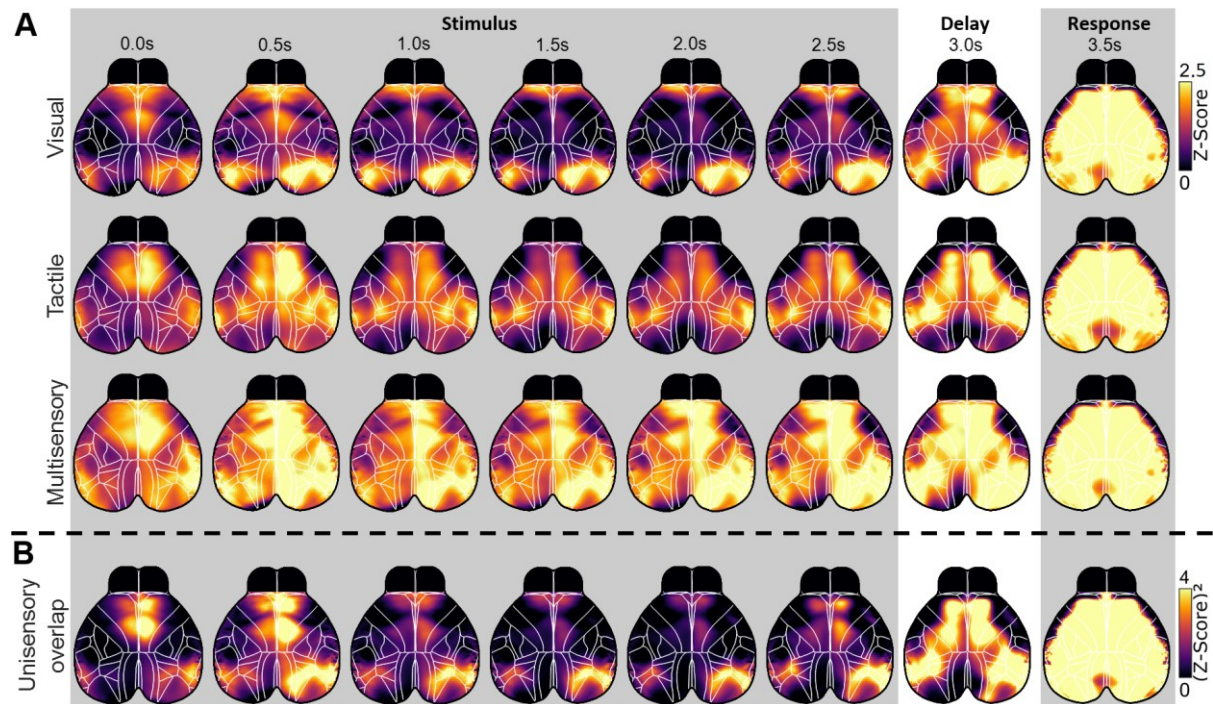 A
Stimulus
Delay
Response
0.0s 0.5s 1.0s 1.5s 2.0s 2.5s 3.0s 3.5s
Visual
2.5
Z-Score
0
Tactile
Multisensory
B
Unisensory
overlap
4
(Z-score)²
0